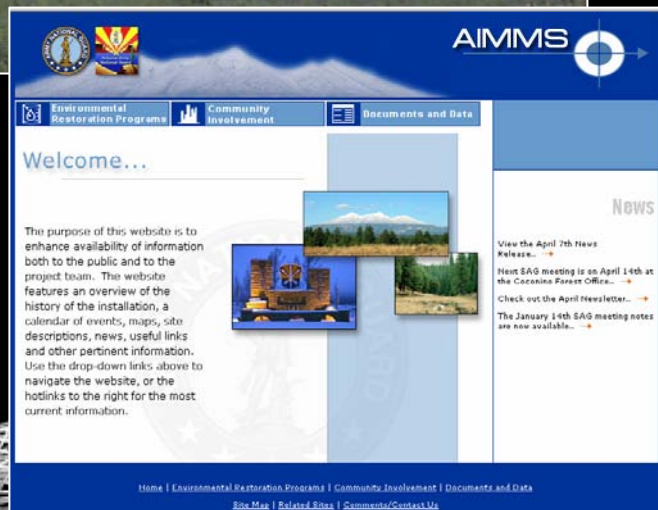 AIMMS
Environmental
Restoration Programs
Community
Involvement
Documents and Data
Welcome...
The purpose of this website is to
enhance availability of information
both to the public and to the
project team. The website
features an overview of the
history of the installation, a
calendar of events, maps, site
descriptions, news, useful links
and other pertinent information.
Use the drop-down links above to
navigate the website, or the
hotlinks to the right for the most
current information.
News
View the April 7th News
Release..
Next SAG meeting is on April 14th at
the Coconino Forest Office..
Check out the April Newsletter..
The January 14th SAG meeting notes
are now available..
Home | Environmental Restoration Programs | Community Involvement | Documents and Data
Site Map | Related Sites | Comments/Contact Us